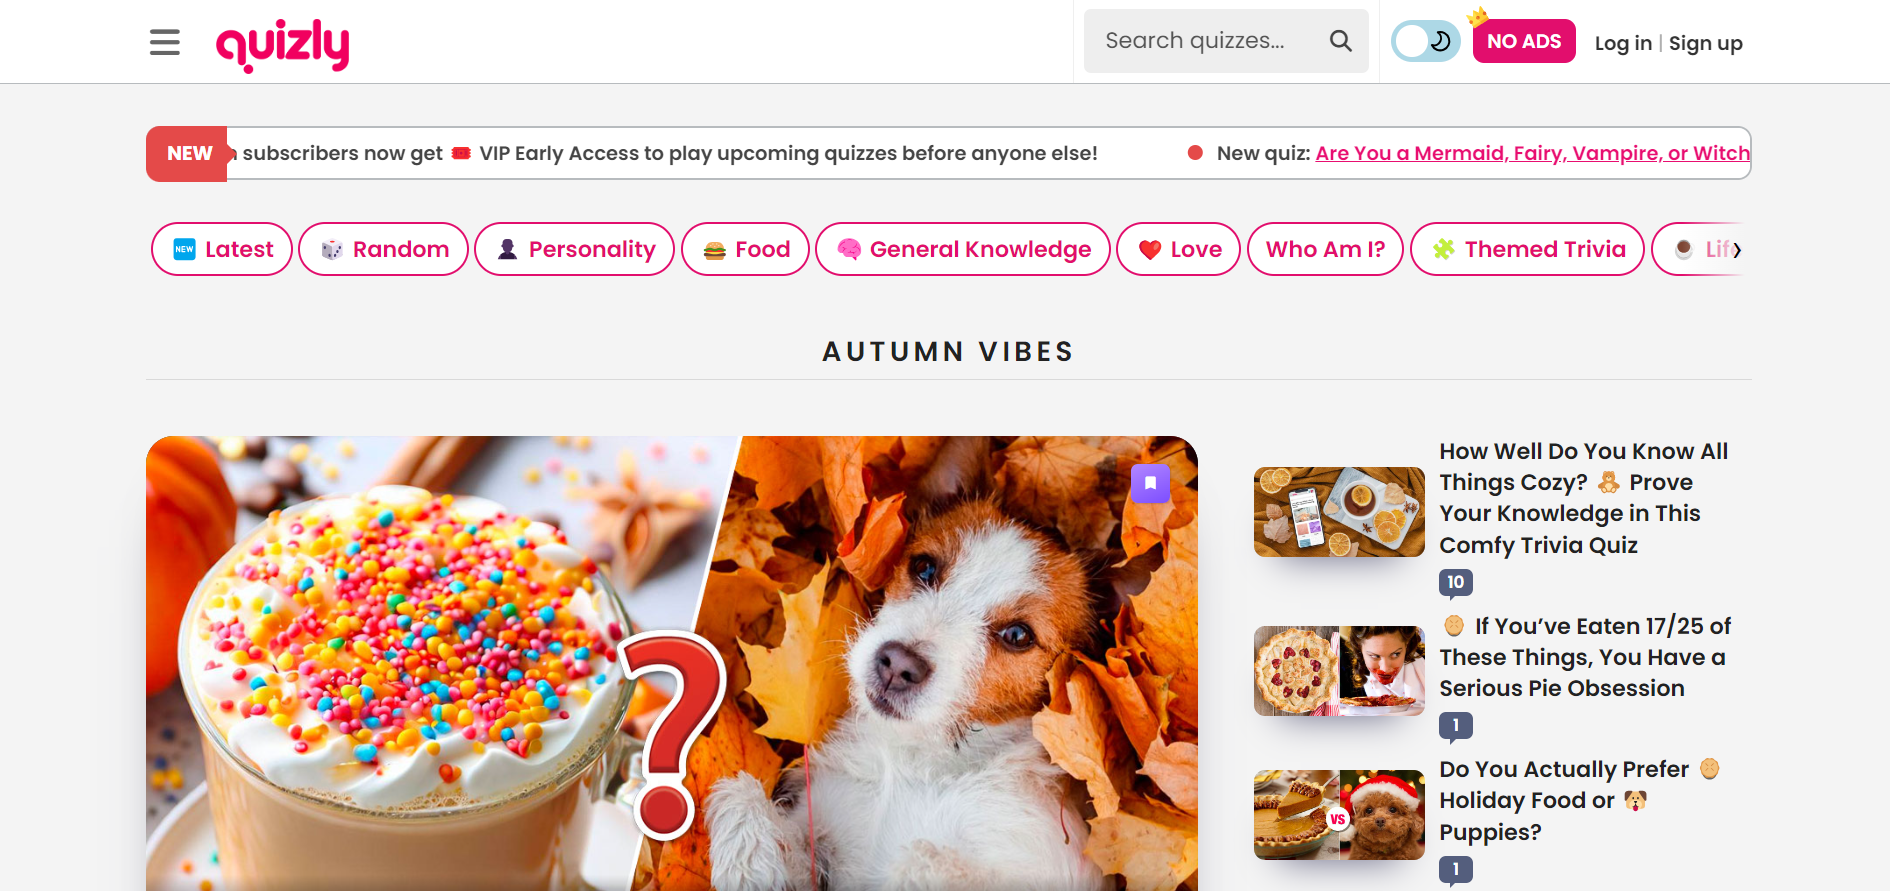 quizly
Search quizzes...
NO ADS
Log in | Sign up
NEW
subscribers now get VIP Early Access to play upcoming quizzes before anyone else!
New quiz: Are You a Mermaid, Fairy, Vampire, or Witch
NEW Latest
Random
Personality
Food
General Knowledge
Love
Who Am I?
Themed Trivia
AUTUMN VIBES
?
How Well Do You Know All
Things Cozy? Prove
Your Knowledge in This
Comfy Trivia Quiz
10
If You’ve Eaten 17/25 of
These Things, You Have a
Serious Pie Obsession
1
VS
Do You Actually Prefer
Holiday Food or
Puppies?
1